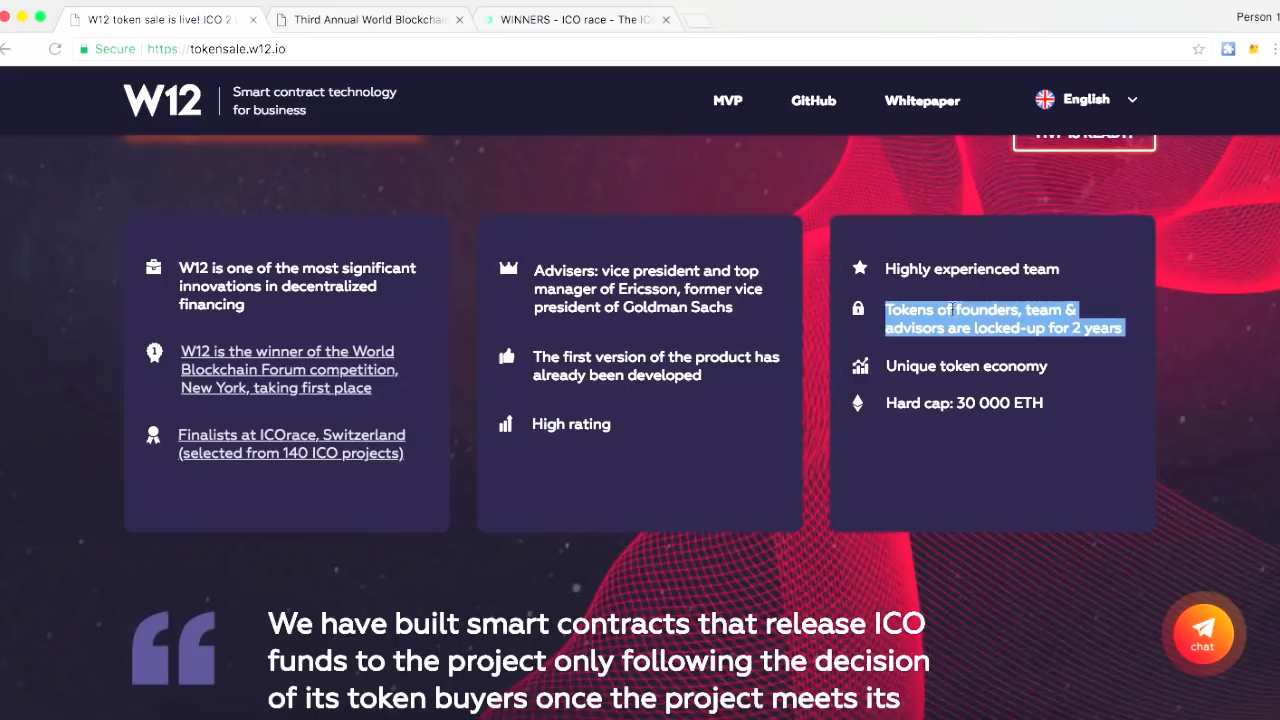 W12 token sale is live! ICO 2
Third Annual World Blockchain
WINNERS - ICO race - The IC
Person 1
Secure
https://tokensale.w12.io
W12
Smart contract technology
for business
MVP
GitHub
Whitepaper
English
MVP is READY!
W12 is one of the most significant
innovations in decentralized
financing
W12 is the winner of the World
Blockchain Forum competition,
New York, taking first place
Finalists at ICOrace, Switzerland
(selected from 140 ICO projects)
Advisers: vice president and top
manager of Ericsson, former vice
president of Goldman Sachs
The first version of the product has
already been developed
High rating
Highly experienced team
Tokens of founders, team &
advisors are locked-up for 2 years
Unique token economy
Hard cap: 30 000 ETH
We have built smart contracts that release ICO
funds to the project only following the decision
of its token buyers once the project meets its
chat